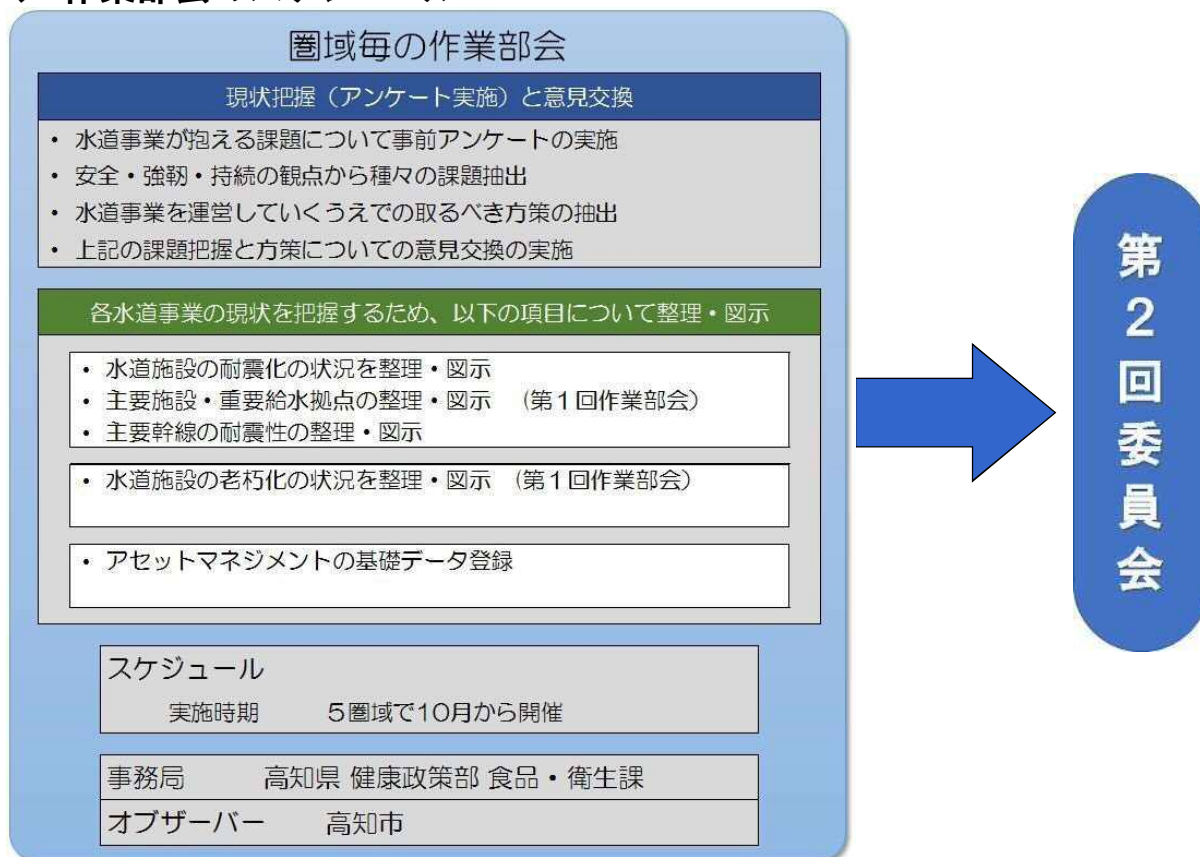 圏域毎の作業部会
現状把握（アンケート実施）と意見交換
・ 水道事業が抱える課題について事前アンケートの実施
・ 安全・強靭・持続の観点から種々の課題抽出
・ 水道事業を運営していくうえでの取るべき方策の抽出
・ 上記の課題把握と方策についての意見交換の実施
各水道事業の現状を把握するため、以下の項目について整理・図示
・ 水道施設の耐震化の状況を整理・図示
・ 主要施設・重要給水拠点の整理・図示　（第１回作業部会）
・ 主要幹線の耐震性の整理・図示
・ 水道施設の老朽化の状況を整理・図示　（第１回作業部会）
・ アセットマネジメントの基礎データ登録
スケジュール
実施時期　５圏域で10月から開催
事務局　高知県 健康政策部 食品・衛生課
オブザーバー　高知市
第２回委員会